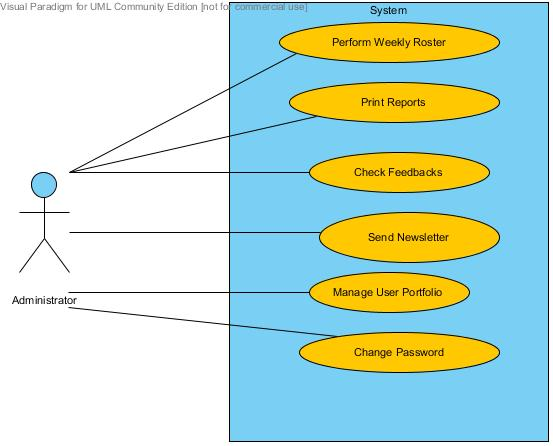 Visual Paradigm for UML Community Edition [not for commercial use]
System
Perform Weekly Roster
Print Reports
Check Feedbacks
Send Newsletter
Manage User Portfolio
Administrator
Change Password